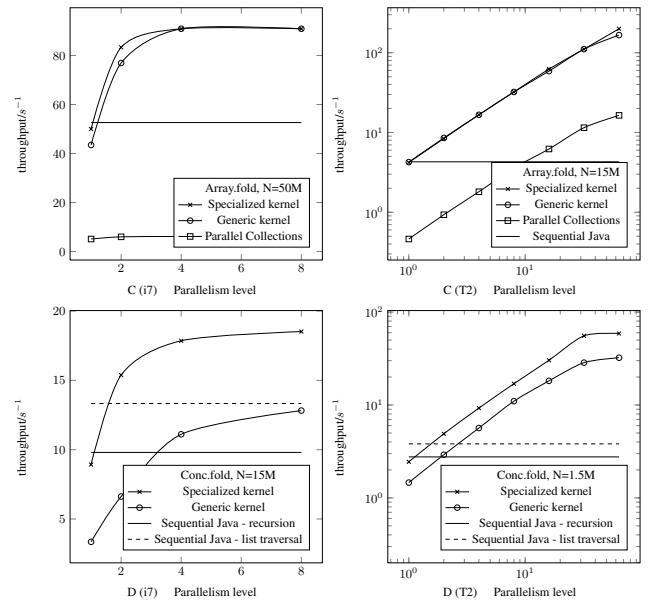 80
60
40
20
0
throughput/s⁻¹
Array.fold, N=50M
Specialized kernel
Generic kernel
Parallel Collections
2 4 6 8
C (i7) Parallelism level
10²
10¹
10⁰
throughput/s⁻¹
Array.fold, N=15M
Specialized kernel
Generic kernel
Parallel Collections
Sequential Java
10⁰ 10¹
C (T2) Parallelism level
20
15
10
5
throughput/s⁻¹
Conc.fold, N=15M
Specialized kernel
Generic kernel
Sequential Java - recursion
Sequential Java - list traversal
2 4 6 8
D (i7) Parallelism level
10²
10¹
10⁰
throughput/s⁻¹
Conc.fold, N=1.5M
Specialized kernel
Generic kernel
Sequential Java - recursion
Sequential Java - list traversal
10⁰ 10¹
D (T2) Parallelism level